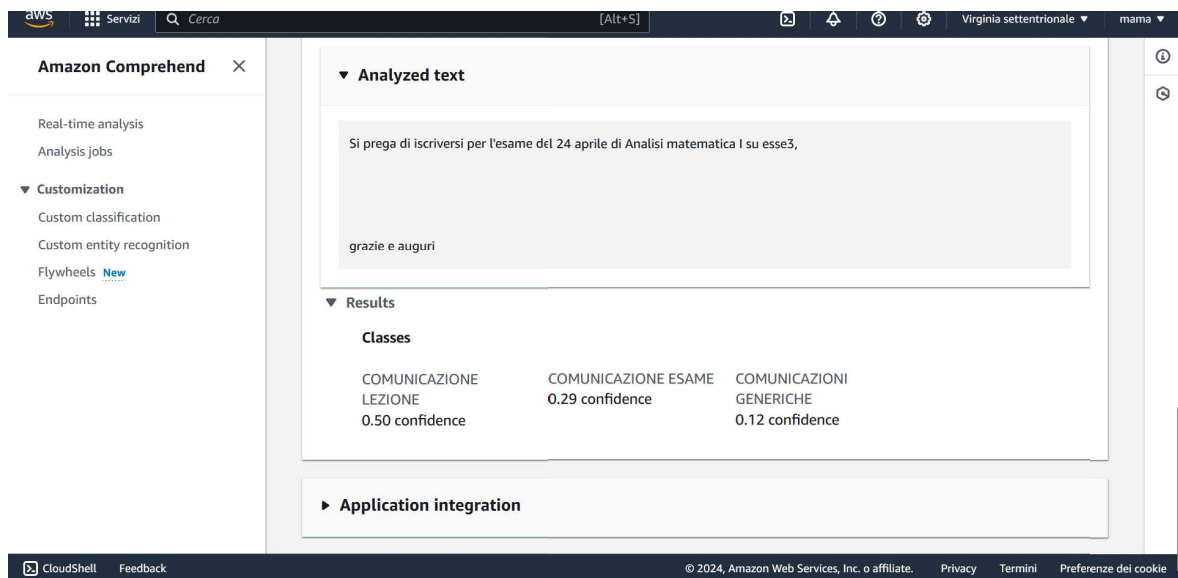 aws Servizi Cerca [Alt+S] Virginia settentrionale mama
Amazon Comprehend
Real-time analysis
Analysis jobs
Customization
Custom classification
Custom entity recognition
Flywheels New
Endpoints
Analyzed text
Si prega di iscriversi per l'esame del 24 aprile di Analisi matematica I su esse3,
grazie e auguri
Results
Classes
COMUNICAZIONE
LEZIONE
0.50 confidence
COMUNICAZIONE ESAME
0.29 confidence
COMUNICAZIONI
GENERICHE
0.12 confidence
Application integration
CloudShell Feedback © 2024, Amazon Web Services, Inc. o affiliate. Privacy Termini Preferenze dei cookie